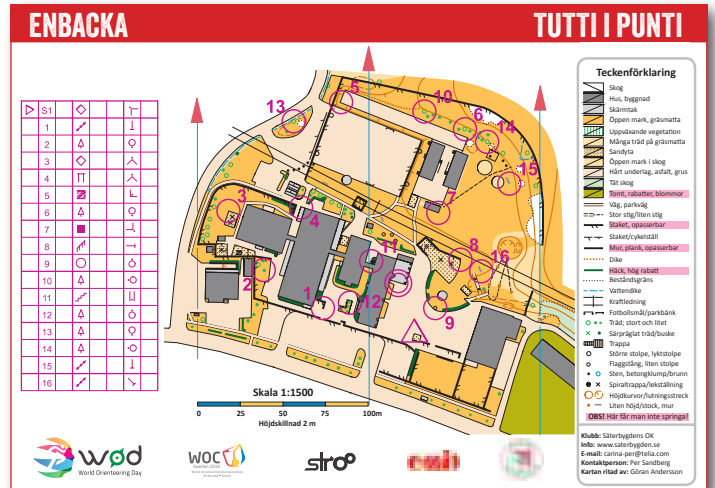 ENBACKA
TUTTI I PUNTI
S1
1
2
3
4
5
6
7
8
9
10
11
12
13
14
15
16
13
5
10
6
14
15
3
4
7
2
11
8
16
1
12
9
Skala 1:1500
0 25 50 75 100m
Höjdskillnad 2 m
Teckenförklaring
Skog
Hus, byggnad
Skärmtak
Öppen mark, gräsmatta
Uppväxande vegetation
Många träd på gräsmatta
Sandyta
Öppen mark i skog
Hårt underlag, asfalt, grus
Tät skog
Tomt, rabatter, blommor
Väg, parkväg
Stor stig/liten stig
Staket, opasserbar
Staket/cykelställ
Mur, plank, opasserbar
Dike
Häck, hög rabatt
Beståndsgräns
Vattendike
Kraftledning
Fotbollsmål/parkbänk
Träd; stort och litet
Särpräglat träd/buske
Trappa
Större stolpe, lyktstolpe
Flaggstång, liten stolpe
Sten, betongklump/brunn
Spiraltrappa/lekställning
Höjdkurvor/lutningsstreck
Liten höjd/stock, mur
OBS! Här får man inte springa!
Klubb: Säterbygdens OK
Info: www.saterbygden.se
E-mail: carina-per@telia.com
Kontaktperson: Per Sandberg
Kartan ritad av: Göran Andersson
wød
World Orienteering Day
WOC
Sweden 2016
stroo